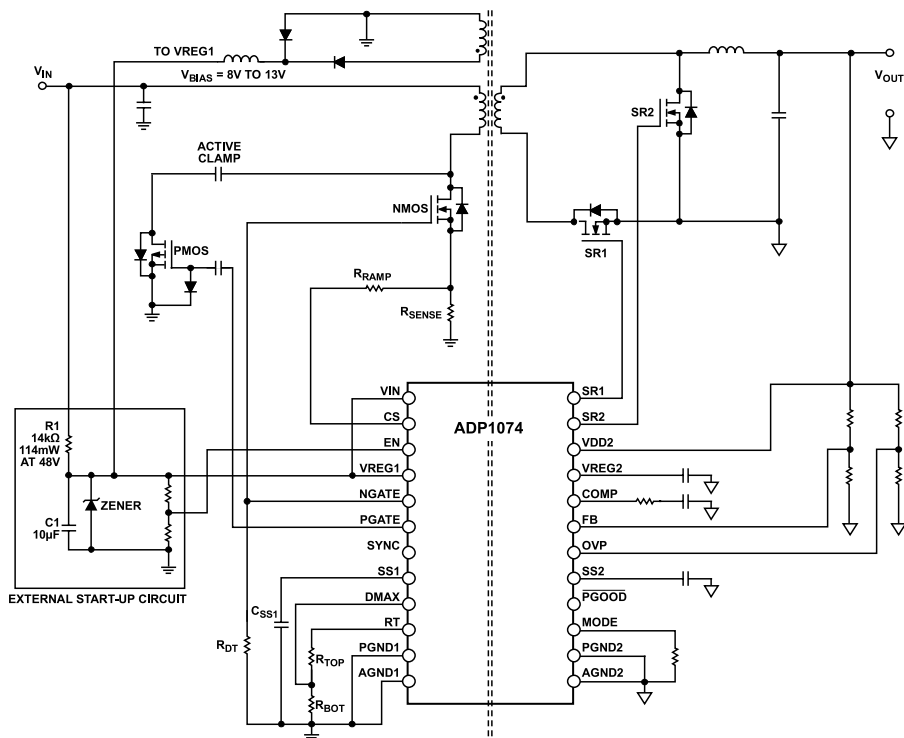 TO VREG1
VBIAS = 8V TO 13V
VIN
VOUT
SR2
ACTIVE
CLAMP
NMOS
PMOS
SR1
RRAMP
RSENSE
R1
14kΩ
114mW
AT 48V
ZENER
C1
10µF
EXTERNAL START-UP CIRCUIT
ADP1074
VIN
CS
EN
VREG1
NGATE
PGATE
SYNC
SS1
DMAX
RT
PGND1
AGND1
SR1
SR2
VDD2
VREG2
COMP
FB
OVP
SS2
PGOOD
MODE
PGND2
AGND2
CSS1
RDT
RTOP
RBOT